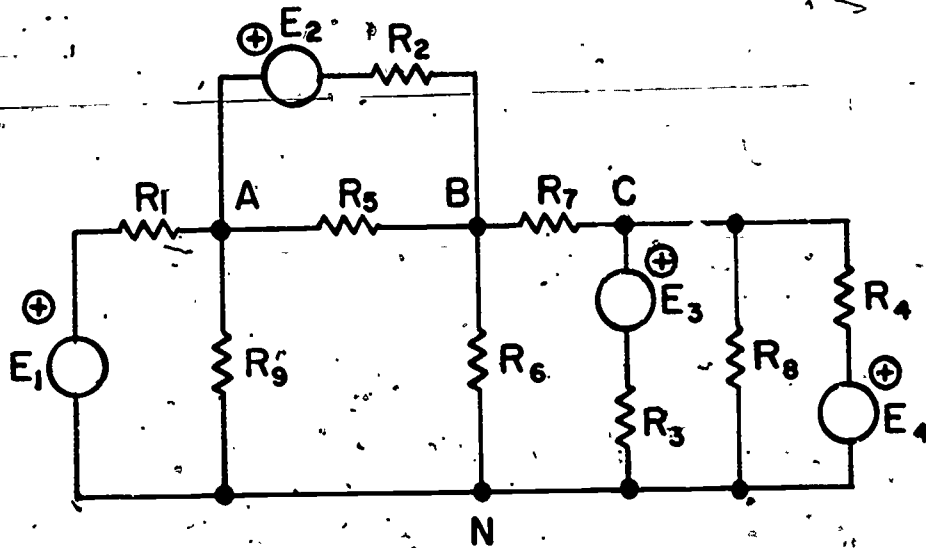 ⊕ E2 R2
R1 A R5 B R7 C
⊕ ⊕ E3 R4
E1 R9 R6 R3 R8 ⊕ E4
N